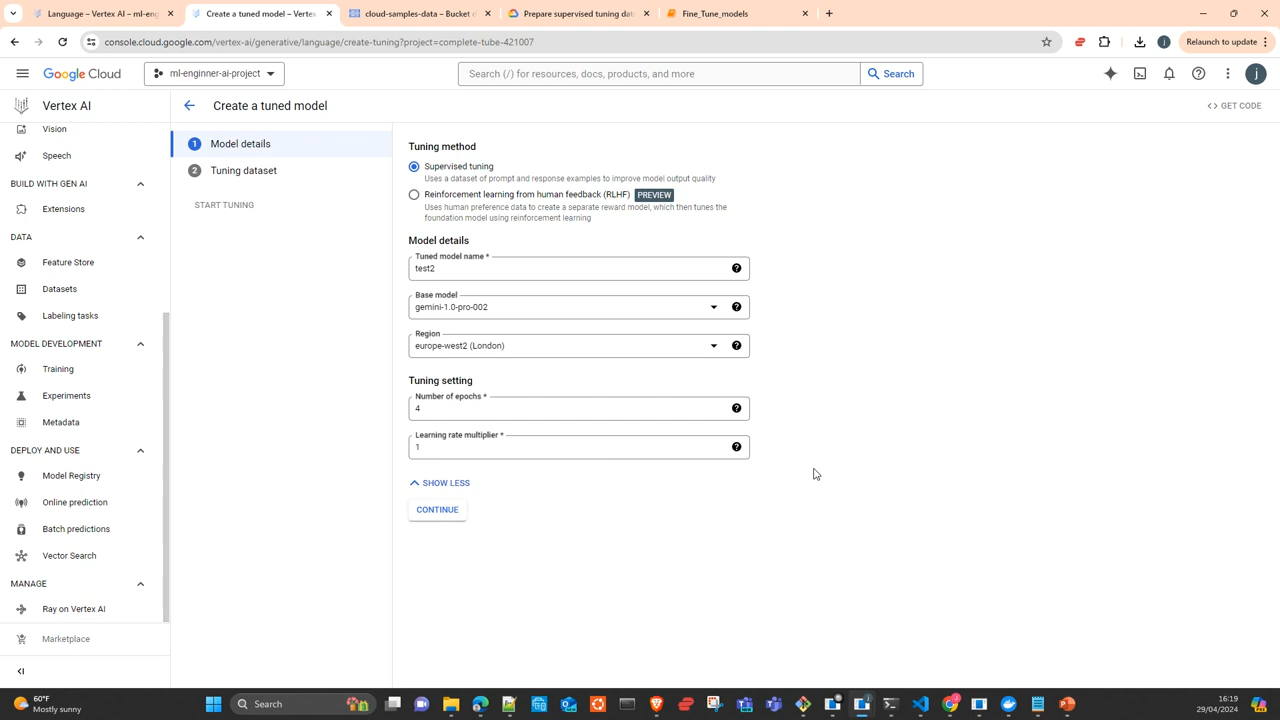 Language – Vertex AI – ml-eng
Create a tuned model – Vertex
cloud-samples-data – Bucket d
Prepare supervised tuning dat
Fine_Tune_models
console.cloud.google.com/vertex-ai/generative/language/create-tuning?project=complete-tube-421007
j
Relaunch to update
Google Cloud
ml-enginner-ai-project
Search (/) for resources, docs, products, and more
Search
j
Vertex AI
Create a tuned model
GET CODE
Vision
Speech
BUILD WITH GEN AI
Extensions
DATA
Feature Store
Datasets
Labeling tasks
MODEL DEVELOPMENT
Training
Experiments
Metadata
DEPLOY AND USE
Model Registry
Online prediction
Batch predictions
Vector Search
MANAGE
Ray on Vertex AI
Marketplace
1 Model details
2 Tuning dataset
START TUNING
Tuning method
Supervised tuning
Uses a dataset of prompt and response examples to improve model output quality
Reinforcement learning from human feedback (RLHF) PREVIEW
Uses human preference data to create a separate reward model, which then tunes the
foundation model using reinforcement learning
Model details
Tuned model name *
test2
Base model
gemini-1.0-pro-002
Region
europe-west2 (London)
Tuning setting
Number of epochs *
4
Learning rate multiplier *
1
SHOW LESS
CONTINUE
60°F
Mostly sunny
Search
16:19
29/04/2024